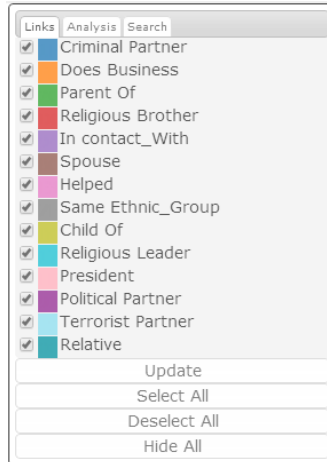 Links Analysis Search
Criminal Partner
Does Business
Parent Of
Religious Brother
In contact_With
Spouse
Helped
Same Ethnic_Group
Child Of
Religious Leader
President
Political Partner
Terrorist Partner
Relative
Update
Select All
Deselect All
Hide All